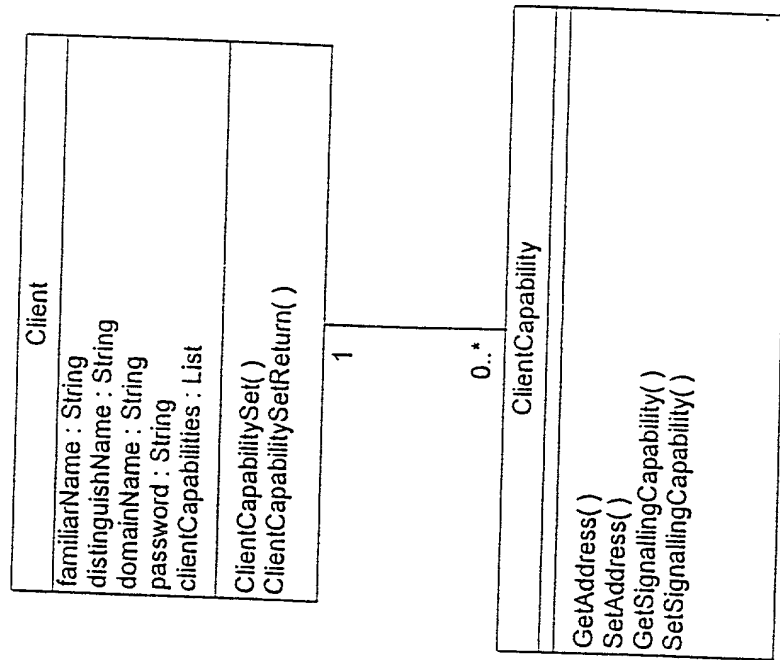 Client
familiarName : String
distinguishName : String
domainName : String
password : String
clientCapabilities : List
ClientCapabilitySet( )
ClientCapabilitySetReturn( )
1
0..*
ClientCapability
GetAddress( )
SetAddress( )
GetSignallingCapability( )
SetSignallingCapability( )